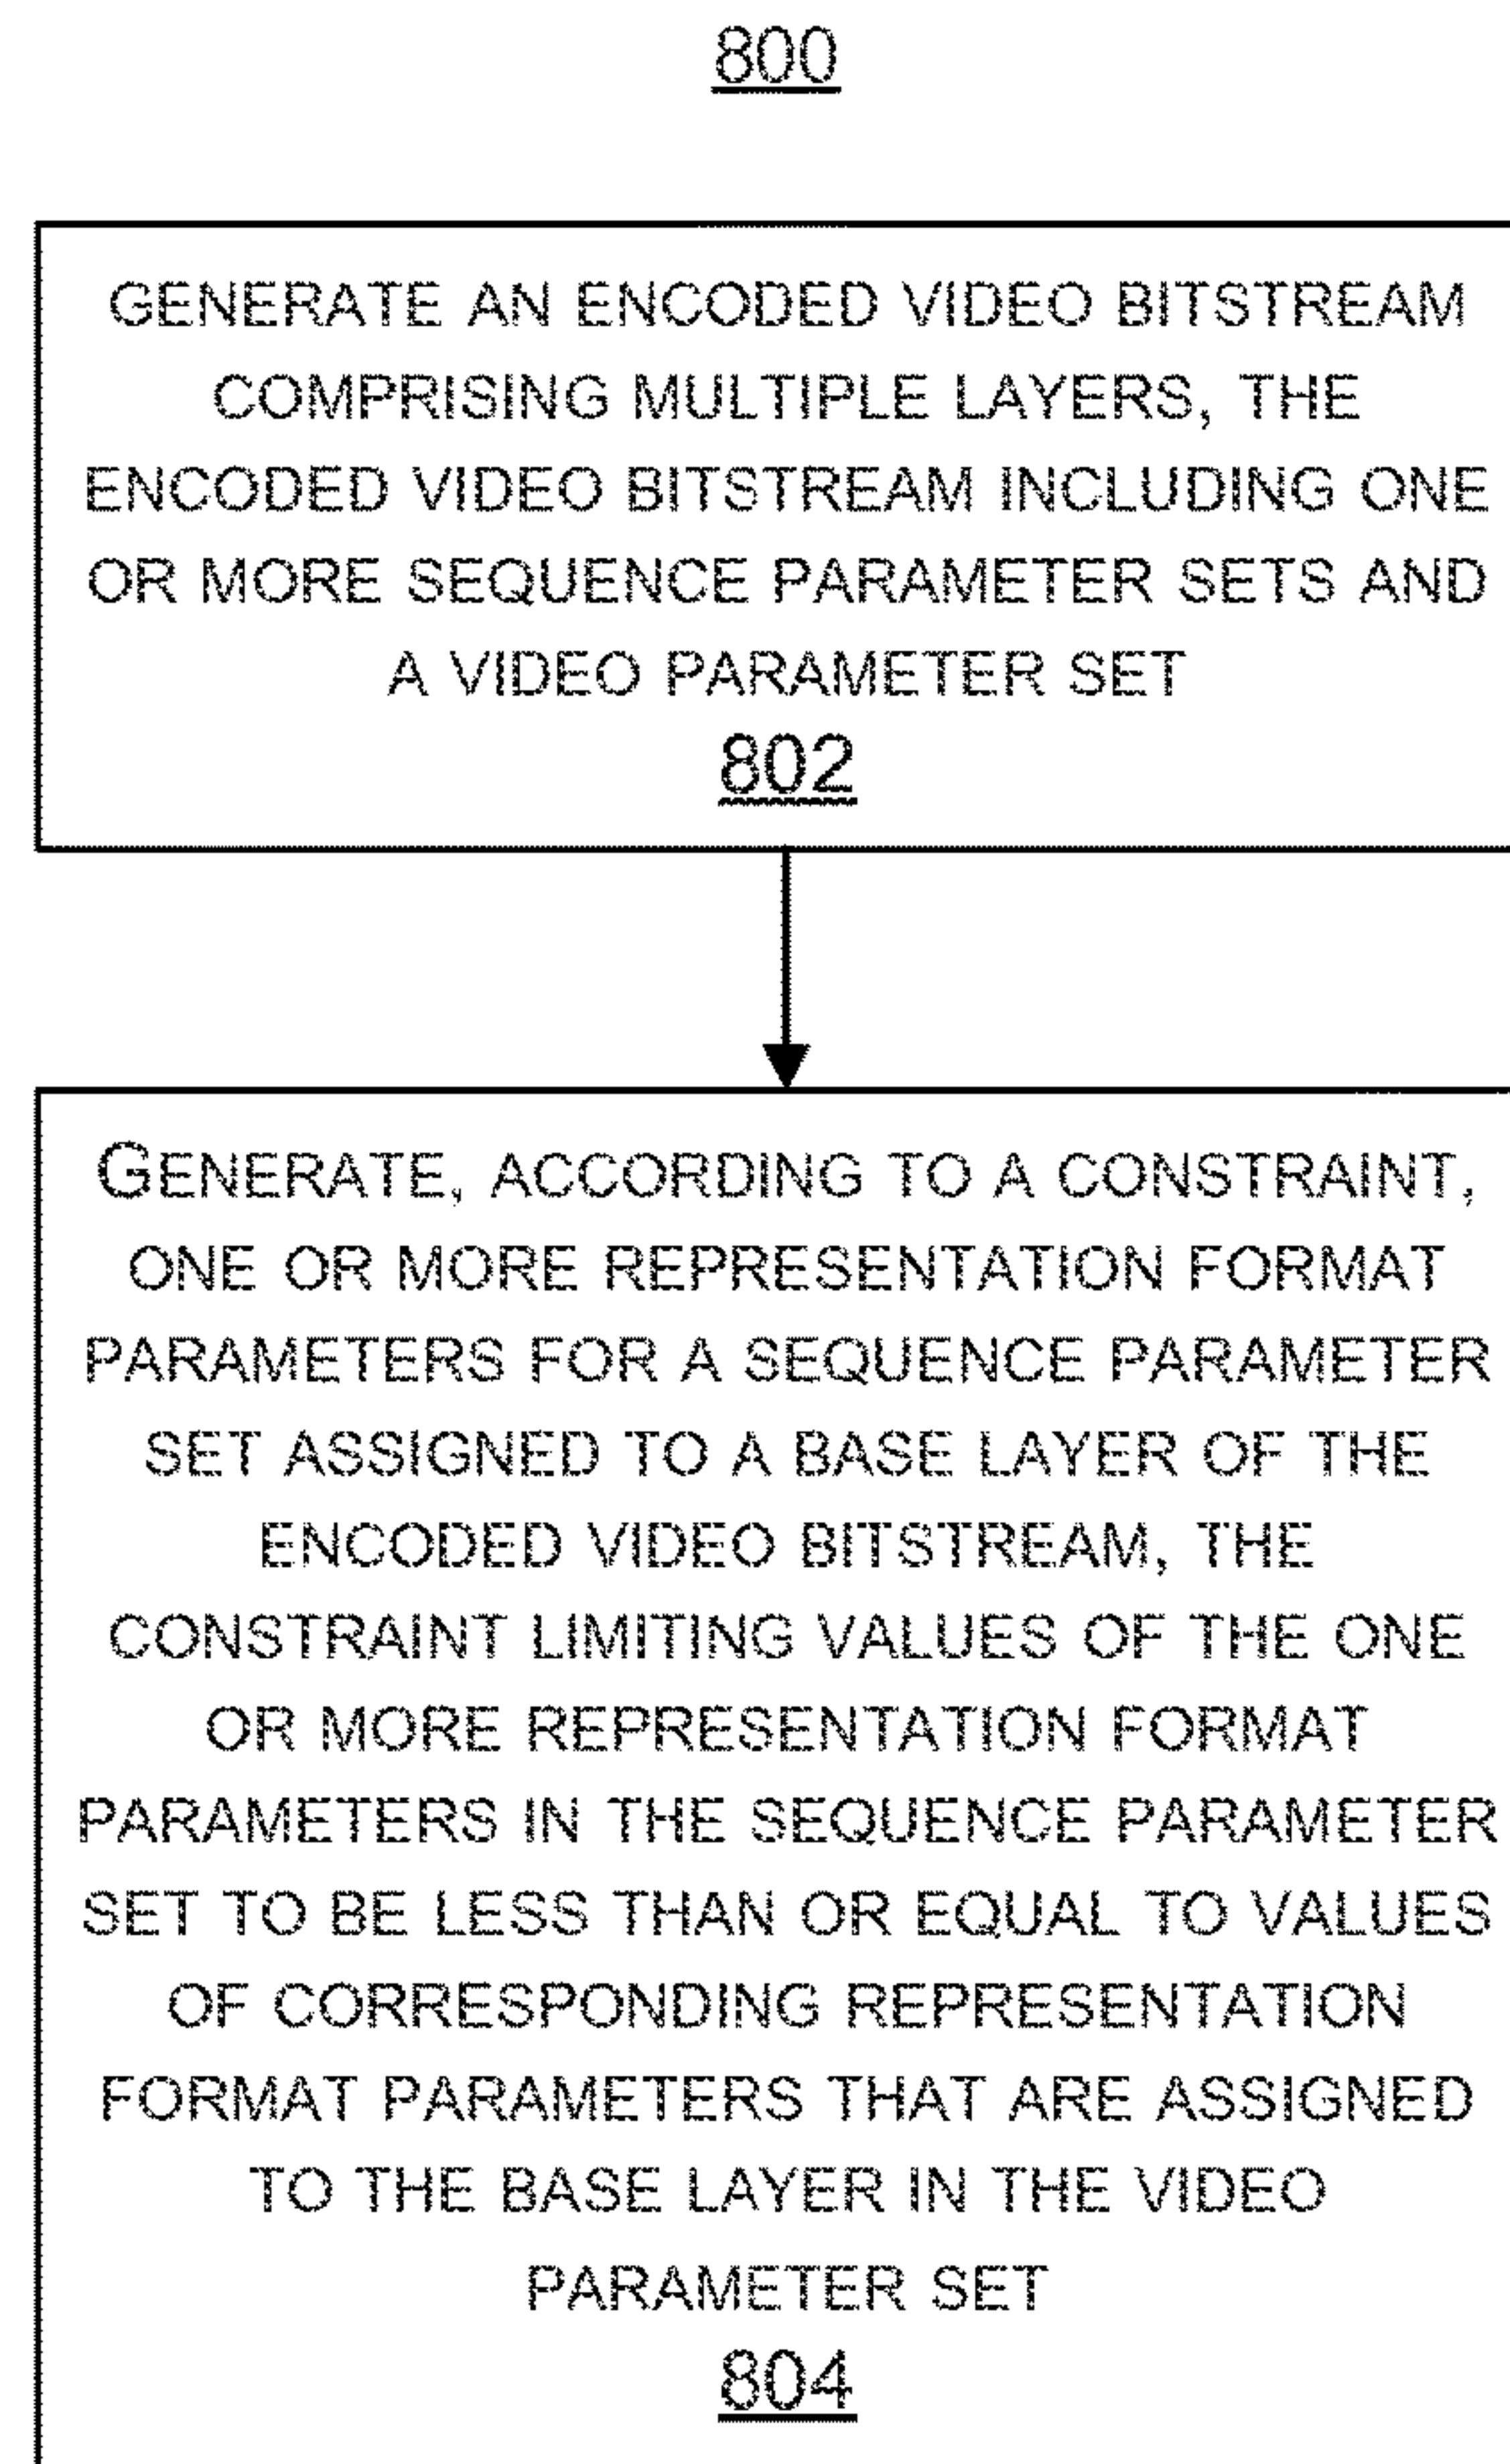 800
GENERATE AN ENCODED VIDEO BITSTREAM
COMPRISING MULTIPLE LAYERS, THE
ENCODED VIDEO BITSTREAM INCLUDING ONE
OR MORE SEQUENCE PARAMETER SETS AND
A VIDEO PARAMETER SET
802
GENERATE, ACCORDING TO A CONSTRAINT,
ONE OR MORE REPRESENTATION FORMAT
PARAMETERS FOR A SEQUENCE PARAMETER
SET ASSIGNED TO A BASE LAYER OF THE
ENCODED VIDEO BITSTREAM, THE
CONSTRAINT LIMITING VALUES OF THE ONE
OR MORE REPRESENTATION FORMAT
PARAMETERS IN THE SEQUENCE PARAMETER
SET TO BE LESS THAN OR EQUAL TO VALUES
OF CORRESPONDING REPRESENTATION
FORMAT PARAMETERS THAT ARE ASSIGNED
TO THE BASE LAYER IN THE VIDEO
PARAMETER SET
804